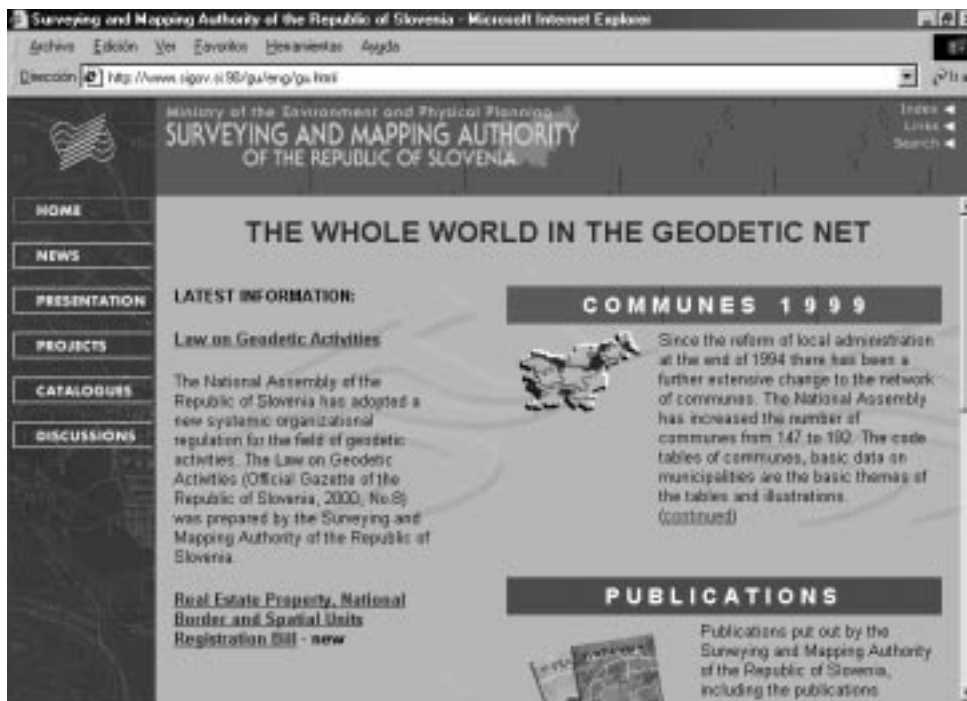 Surveying and Mapping Authority of the Republic of Slovenia - Microsoft Internet Explorer
Archivo Edición Ver Favoritos Herramientas Ayuda
Dirección http://www.sigov.si:90/gu/eng/gu.html
Ministry of the Environment and Physical Planning
SURVEYING AND MAPPING AUTHORITY
OF THE REPUBLIC OF SLOVENIA
Index
Links
Search
HOME
NEWS
PRESENTATION
PROJECTS
CATALOGUES
DISCUSSIONS
THE WHOLE WORLD IN THE GEODETIC NET
LATEST INFORMATION:
Law on Geodetic Activities
The National Assembly of the
Republic of Slovenia has adopted a
new systemic organizational
regulation for the field of geodetic
activities. The Law on Geodetic
Activities (Official Gazette of the
Republic of Slovenia, 2000, No.8)
was prepared by the Surveying and
Mapping Authority of the Republic of
Slovenia.
Real Estate Property, National
Border and Spatial Units
Registration Bill - new
COMMUNES 1999
Since the reform of local administration
at the end of 1994 there has been a
further extensive change to the network
of communes. The National Assembly
has increased the number of
communes from 147 to 192. The code
tables of communes, basic data on
municipalities are the basic themes of
the tables and illustrations.
(continued)
PUBLICATIONS
Publications put out by the
Surveying and Mapping Authority
of the Republic of Slovenia,
including the publications